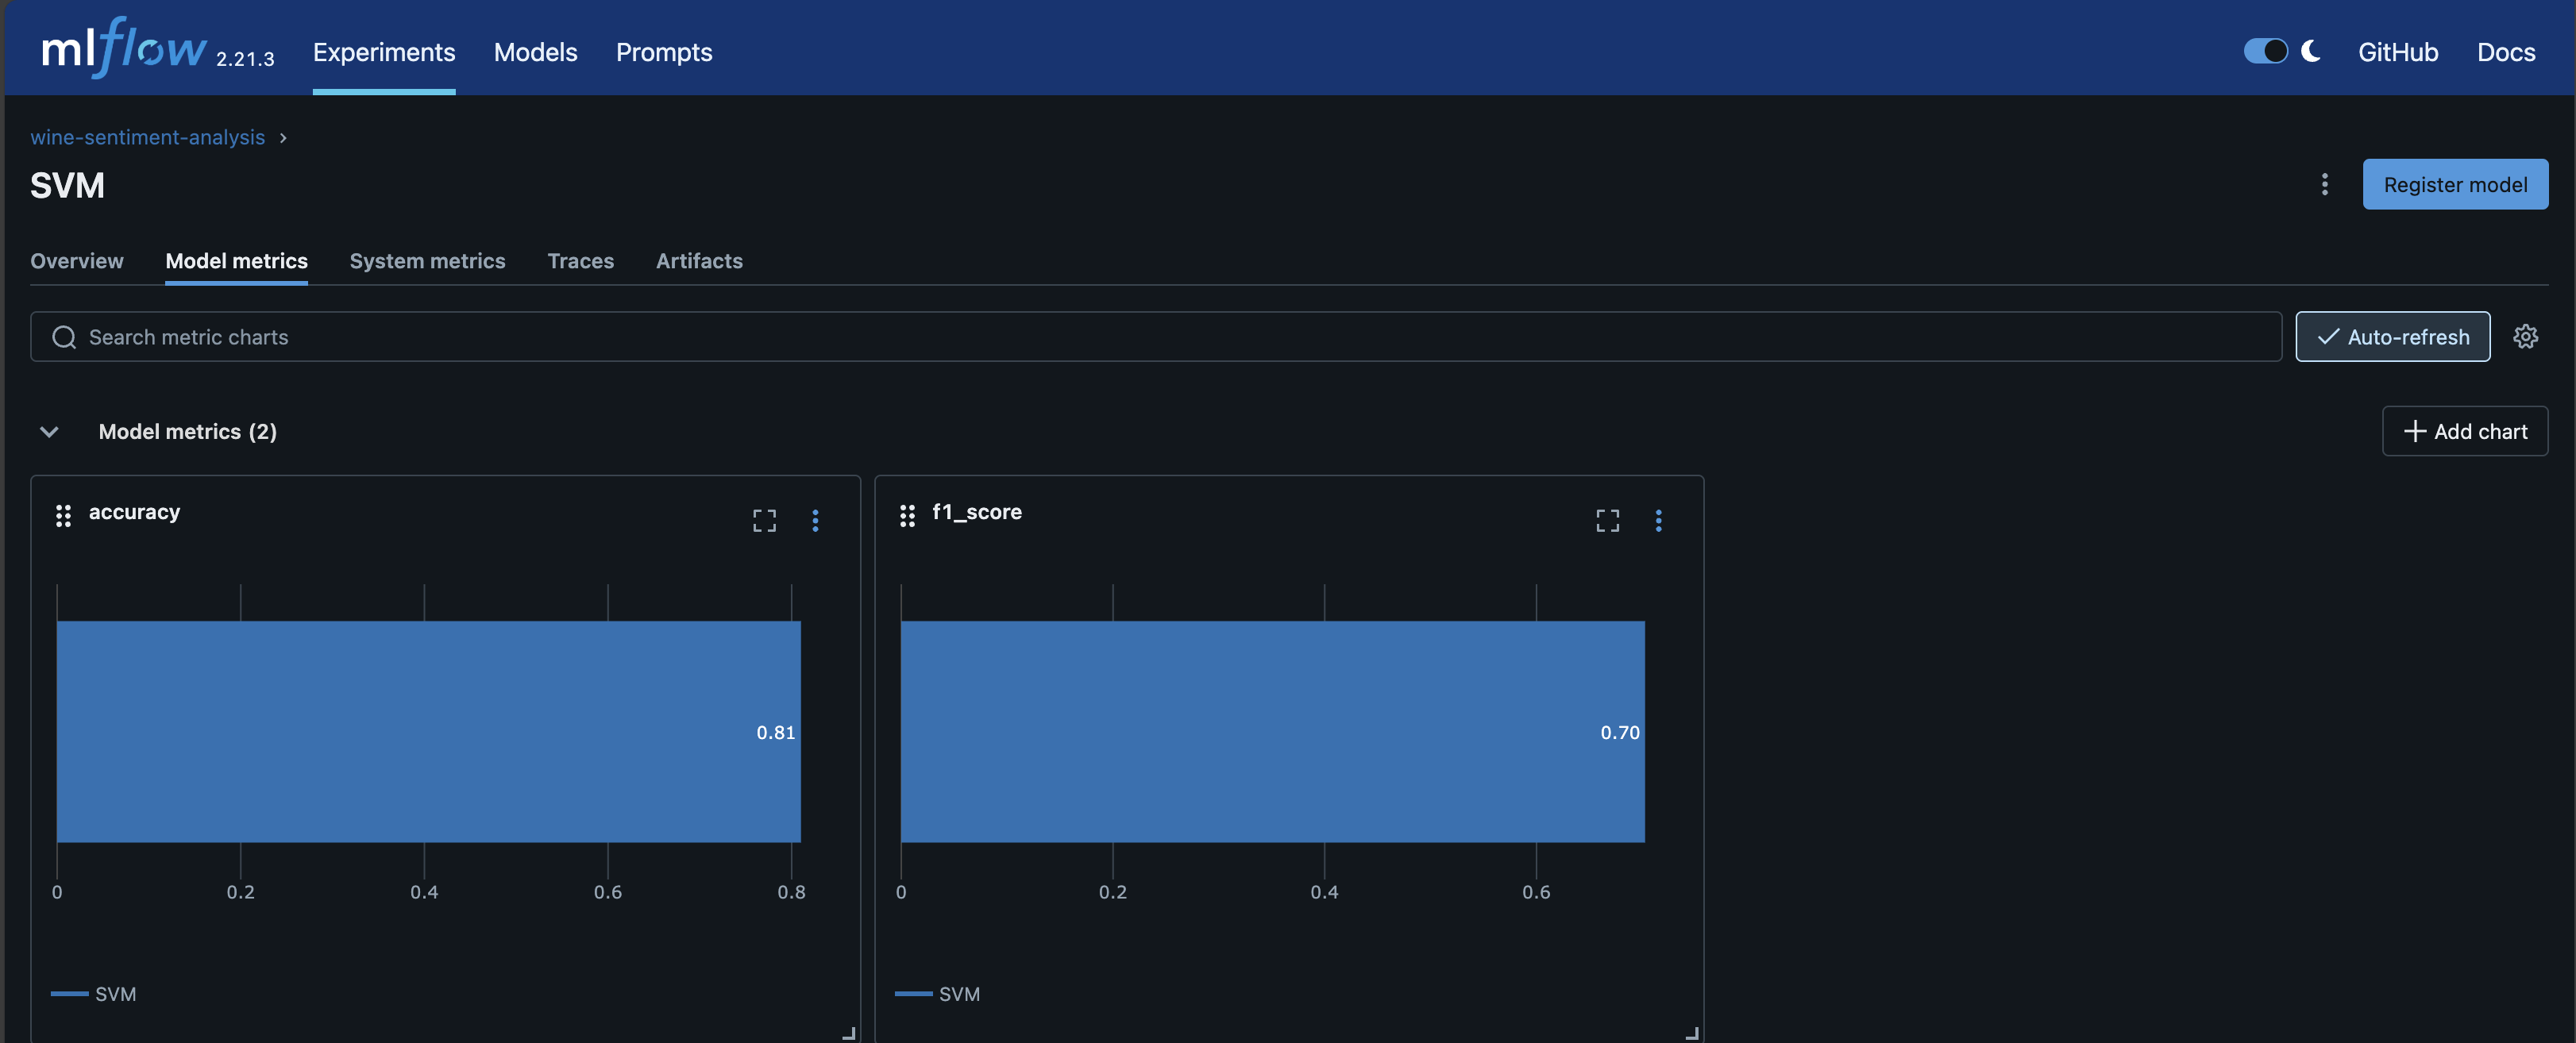 mlflow 2.21.3 Experiments Models Prompts GitHub Docs
wine-sentiment-analysis
SVM
Register model
Overview Model metrics System metrics Traces Artifacts
Search metric charts
Auto-refresh
Model metrics (2)
Add chart
accuracy
0.81
0 0.2 0.4 0.6 0.8
SVM
f1_score
0.70
0 0.2 0.4 0.6
SVM